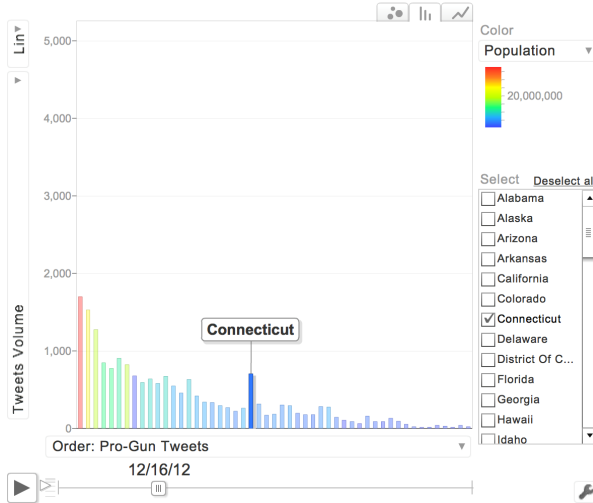 Lin
Tweets Volume
5,000
4,000
3,000
2,000
1,000
0
Connecticut
Order: Pro-Gun Tweets
12/16/12
Color
Population
20,000,000
Select Deselect al
Alabama
Alaska
Arizona
Arkansas
California
Colorado
Connecticut
Delaware
District Of C...
Florida
Georgia
Hawaii
Idaho